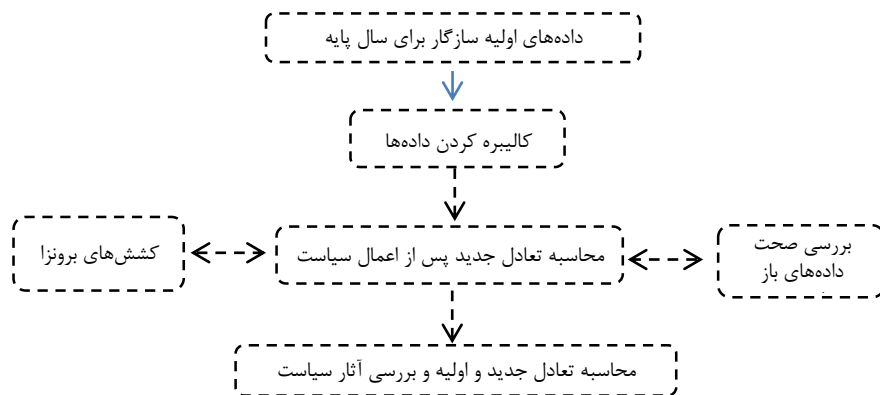 داده‌های اولیه سازگار برای سال پایه
کالیبره کردن داده‌ها
بررسی صحت
داده‌های باز
محاسبه تعادل جدید پس از اعمال سیاست
کشش‌های برونزا
محاسبه تعادل جدید و اولیه و بررسی آثار سیاست